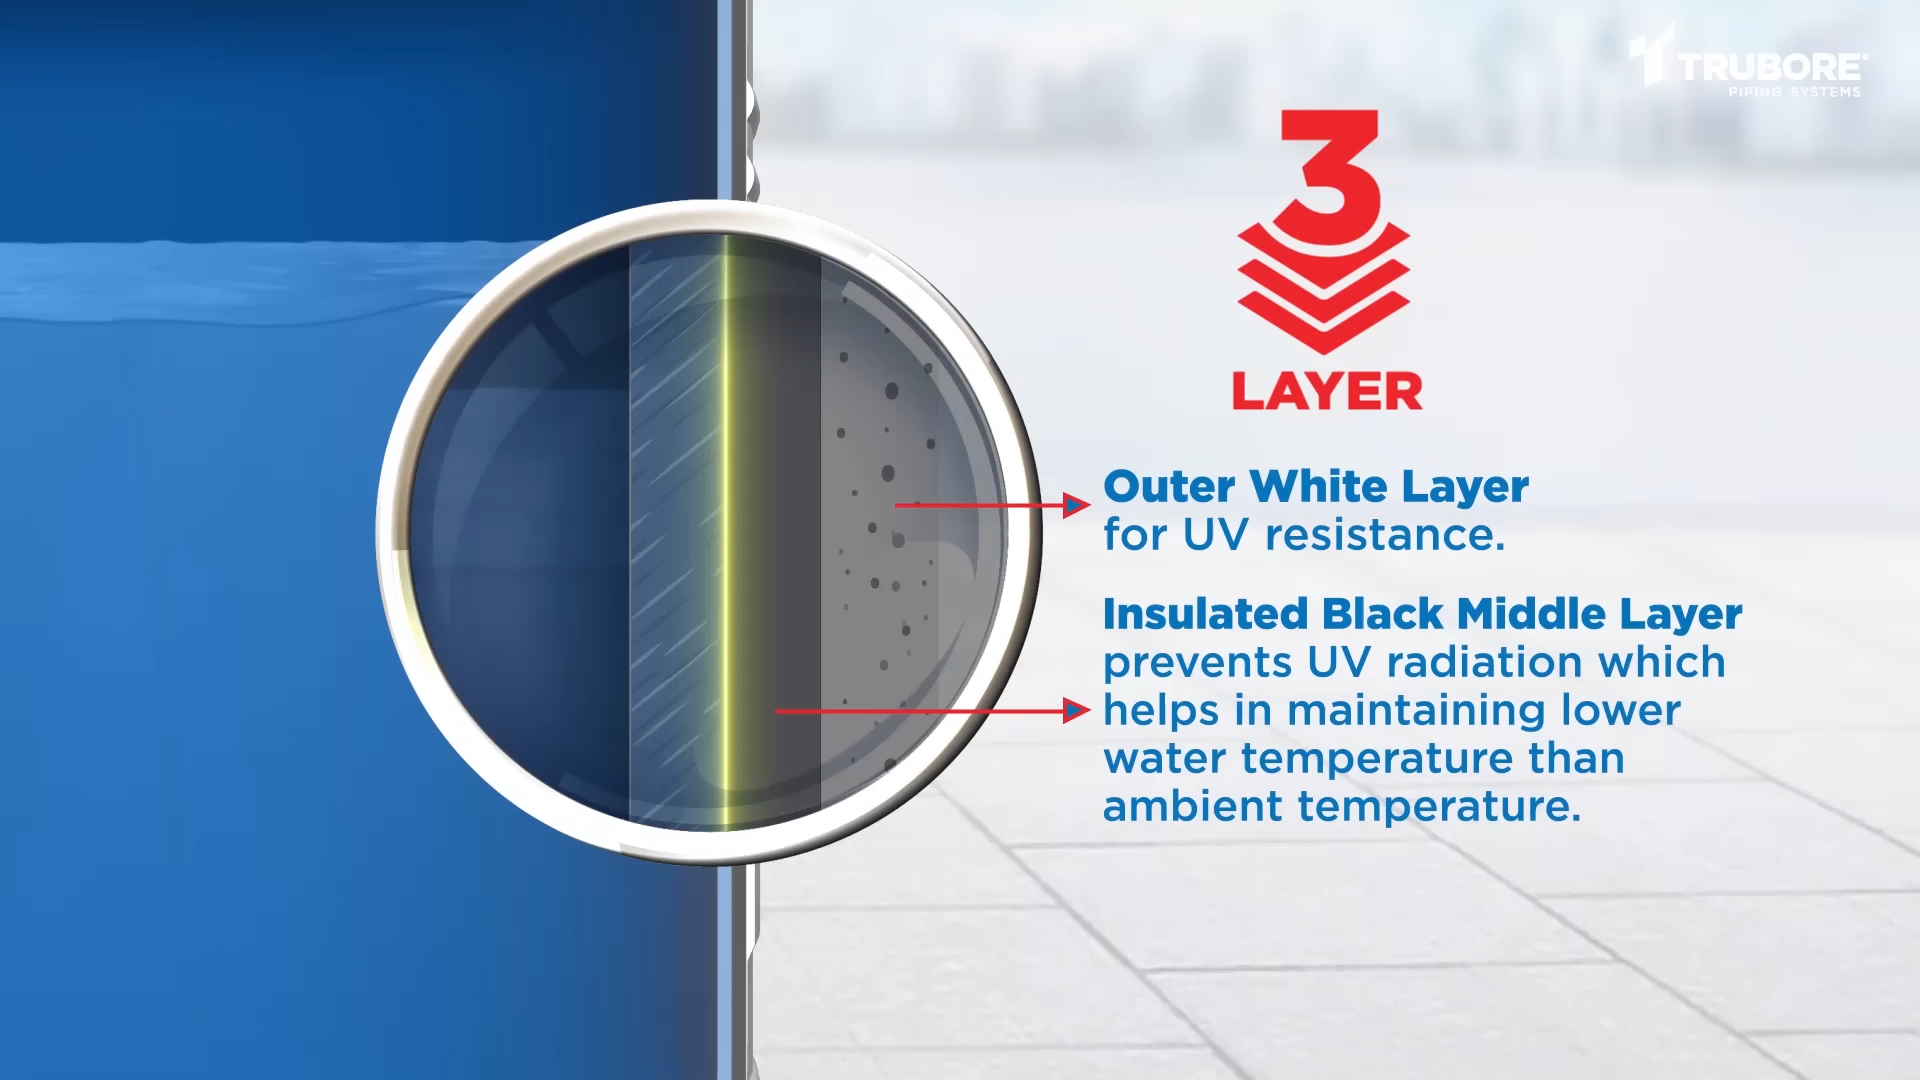 TRUBORE®
PIPING SYSTEMS
3
LAYER
Outer White Layer
for UV resistance.
Insulated Black Middle Layer
prevents UV radiation which
helps in maintaining lower
water temperature than
ambient temperature.